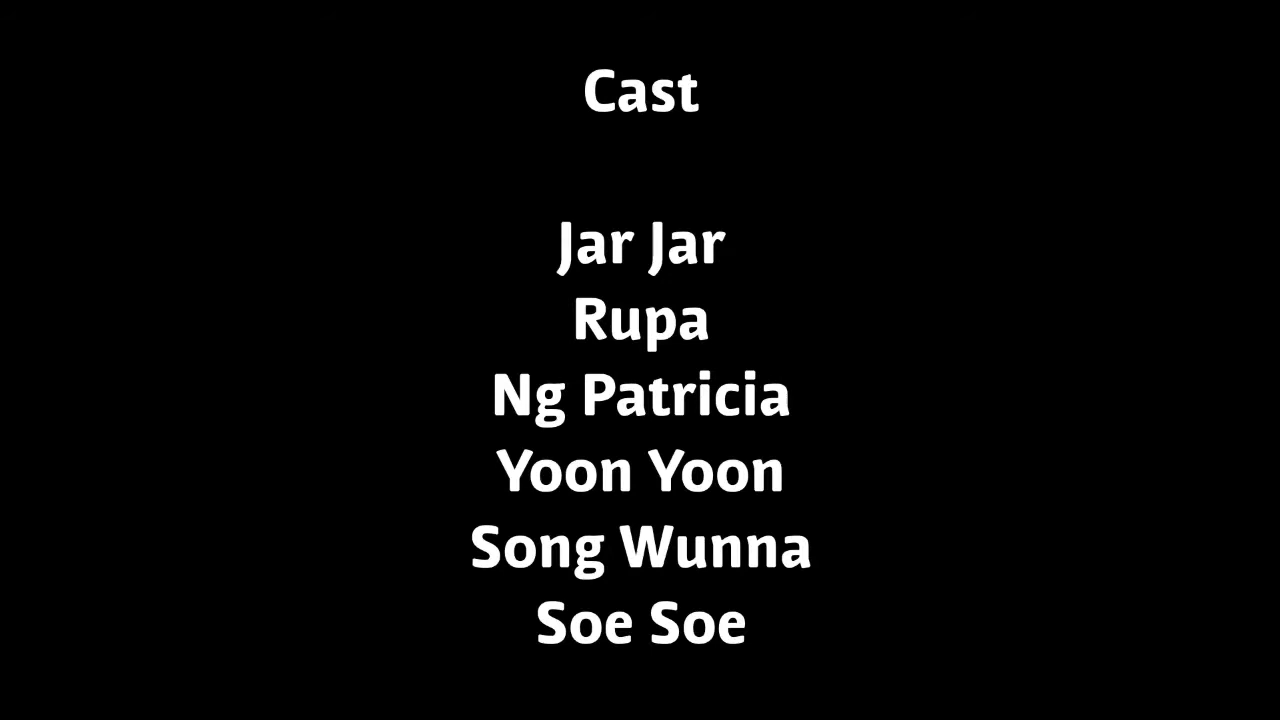 Cast
Jar Jar
Rupa
Ng Patricia
Yoon Yoon
Song Wunna
Soe Soe